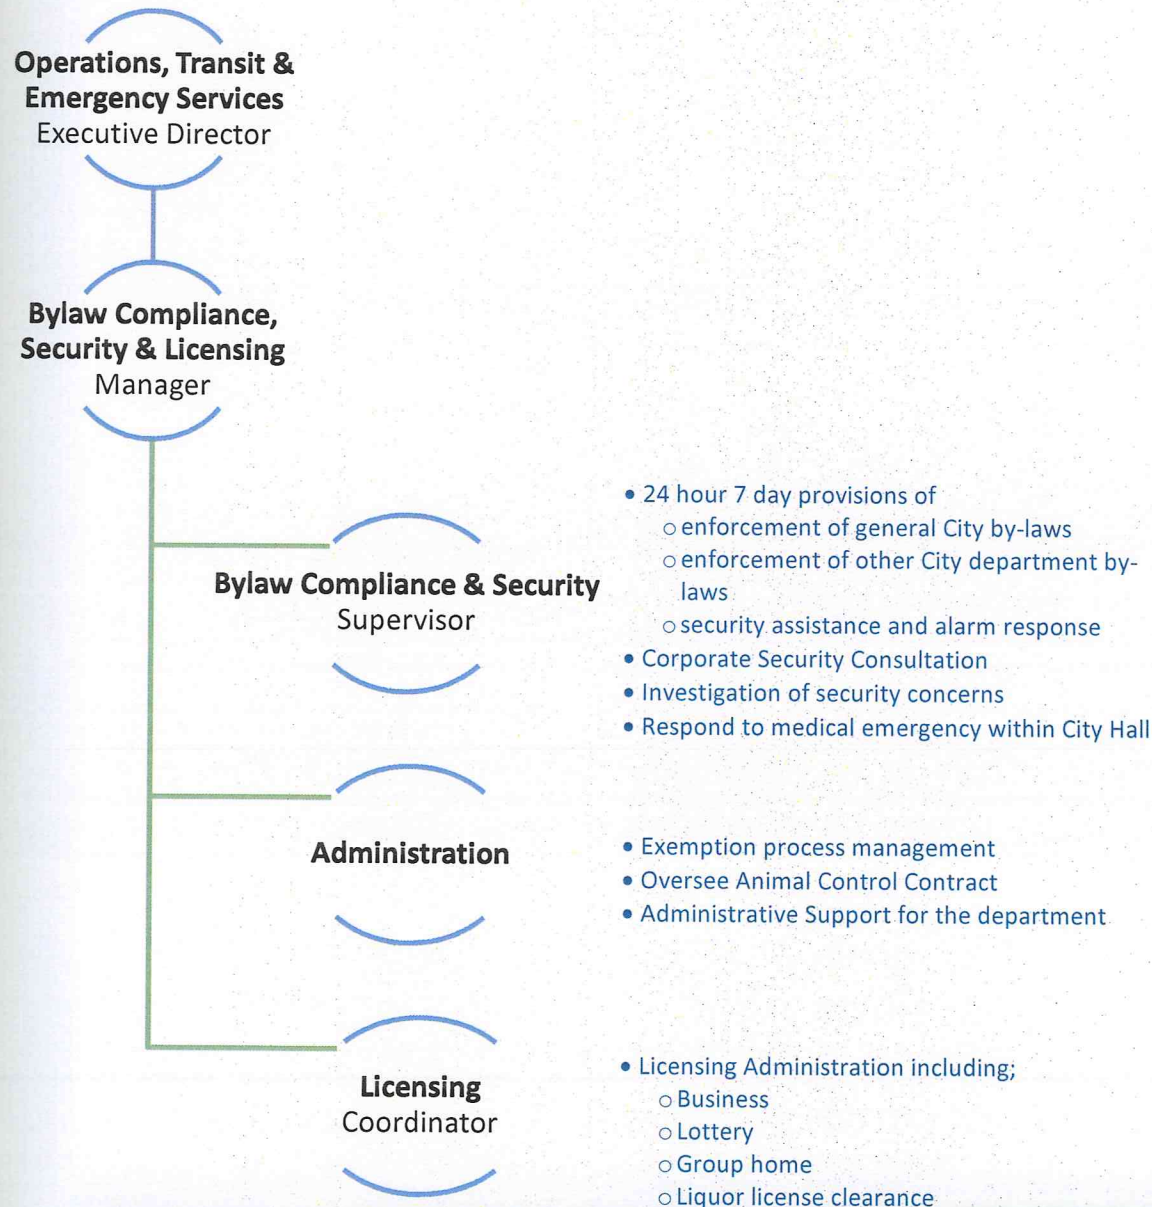 Operations, Transit &
Emergency Services
Executive Director
Bylaw Compliance,
Security & Licensing
Manager
Bylaw Compliance & Security
Supervisor
• 24 hour 7 day provisions of
o enforcement of general City by-laws
o enforcement of other City department by-
laws
o security assistance and alarm response
• Corporate Security Consultation
• Investigation of security concerns
• Respond to medical emergency within City Hall
Administration
• Exemption process management
• Oversee Animal Control Contract
• Administrative Support for the department
Licensing
Coordinator
• Licensing Administration including;
o Business
o Lottery
o Group home
o Liquor license clearance